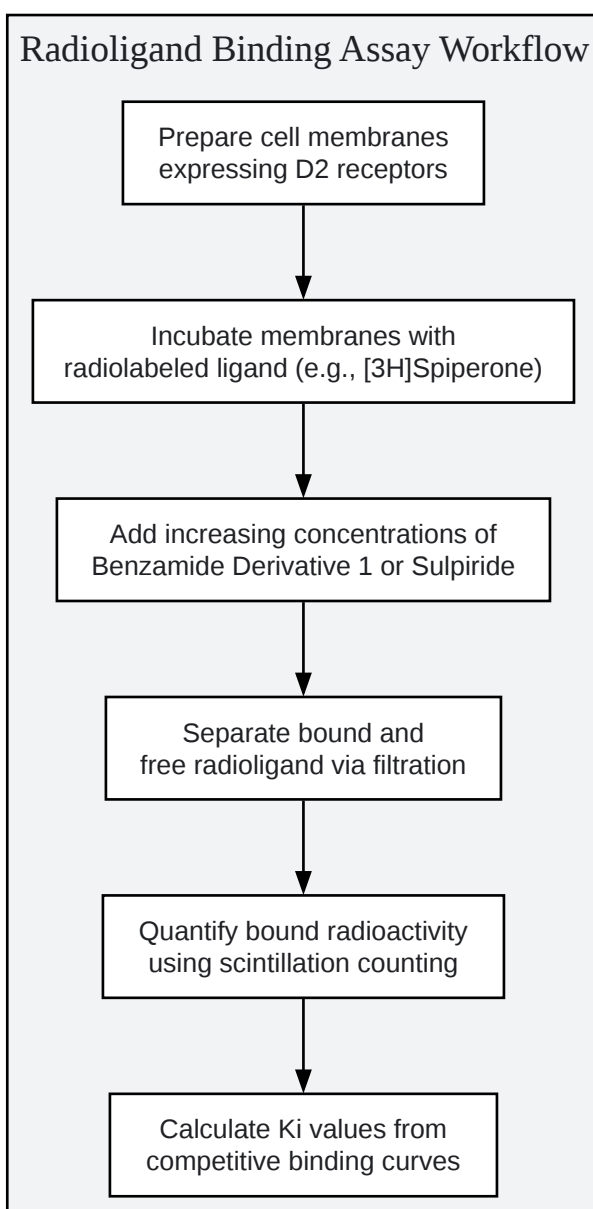 Radioligand Binding Assay Workflow
Prepare cell membranes
expressing D2 receptors
Incubate membranes with
radiolabeled ligand (e.g., [3H]Spiperone)
Add increasing concentrations of
Benzamide Derivative 1 or Sulpiride
Separate bound and
free radioligand via filtration
Quantify bound radioactivity
using scintillation counting
Calculate Ki values from
competitive binding curves